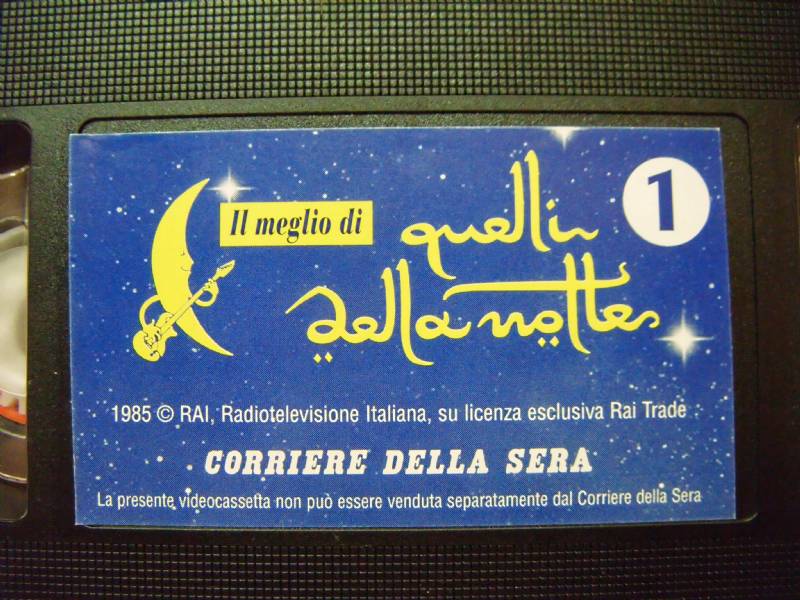 Il meglio di
quelli
della notte
1
1985 © RAI, Radiotelevisione Italiana, su licenza esclusiva Rai Trade
CORRIERE DELLA SERA
La presente videocassetta non può essere venduta separatamente dal Corriere della Sera